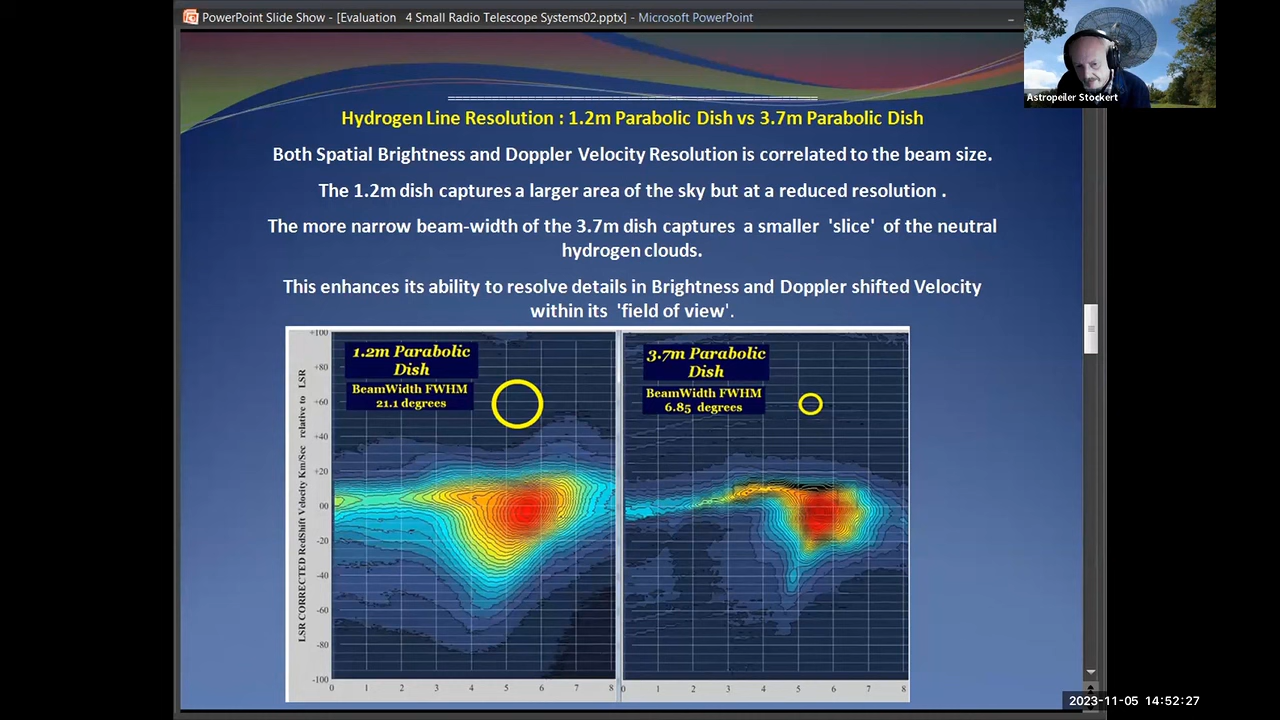 PowerPoint Slide Show - [Evaluation 4 Small Radio Telescope Systems02.pptx] - Microsoft PowerPoint
Astropeiler Stockert
Hydrogen Line Resolution : 1.2m Parabolic Dish vs 3.7m Parabolic Dish
Both Spatial Brightness and Doppler Velocity Resolution is correlated to the beam size.
The 1.2m dish captures a larger area of the sky but at a reduced resolution .
The more narrow beam-width of the 3.7m dish captures a smaller 'slice' of the neutral
hydrogen clouds.
This enhances its ability to resolve details in Brightness and Doppler shifted Velocity
within its 'field of view'.
LSR CORRECTED RedShift Velocity Km/Sec relative to LSR
+100
+80
+60
+40
+20
00
-20
-40
-60
-80
-100
1.2m Parabolic
Dish
BeamWidth FWHM
21.1 degrees
0 1 2 3 4 5 6 7 8
3.7m Parabolic
Dish
BeamWidth FWHM
6.85 degrees
0 1 2 3 4 5 6 7 8
2023-11-05 14:52:27